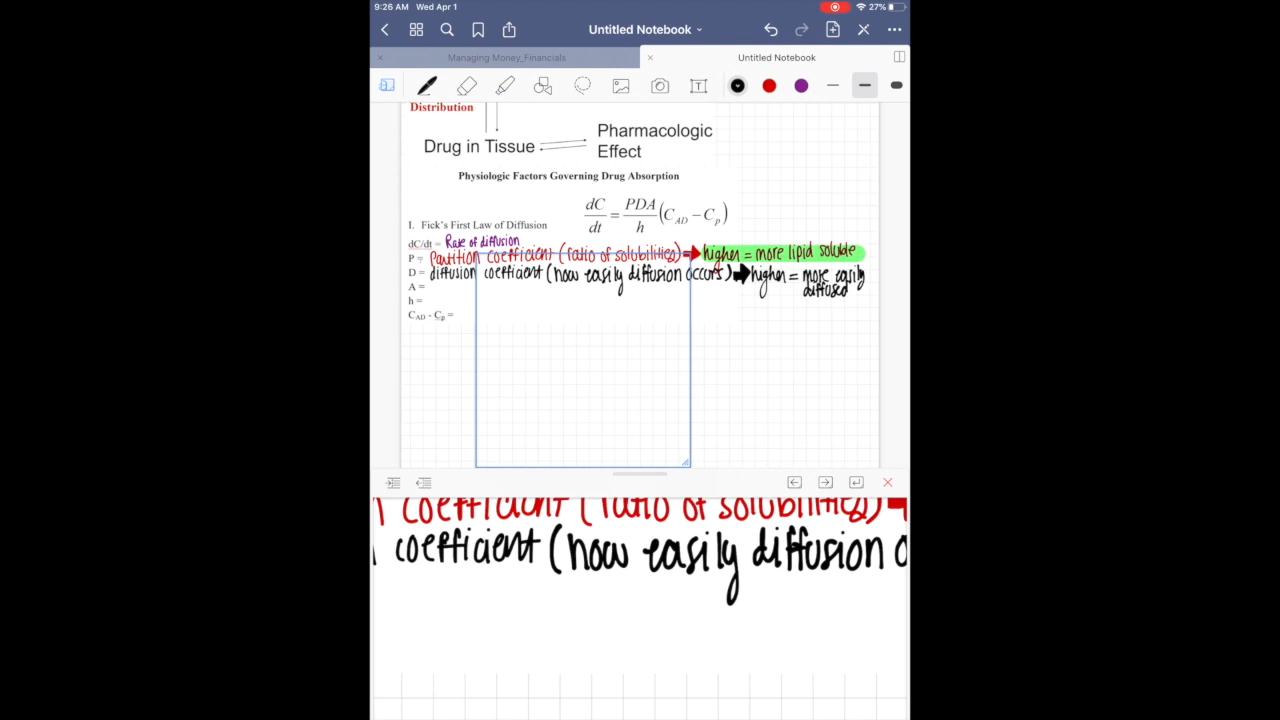 9:26 AM Wed Apr 1
27%
Untitled Notebook
Managing Money_Financials
Untitled Notebook
T
Distribution
Drug in Tissue
Pharmacologic
Effect
Physiologic Factors Governing Drug Absorption
dC/dt = PDA/h (C_AD − C_p)
I. Fick's First Law of Diffusion
dC/dt = Rate of diffusion
P = Partition coefficient (ratio of solubilities) ➡ higher = more lipid soluble
D = diffusion coefficient (how easily diffusion occurs) ➡ higher = more easily
diffused
A =
h =
C_AD - C_p =
coefficient (ratio of solubilities)
coefficient (how easily diffusion o